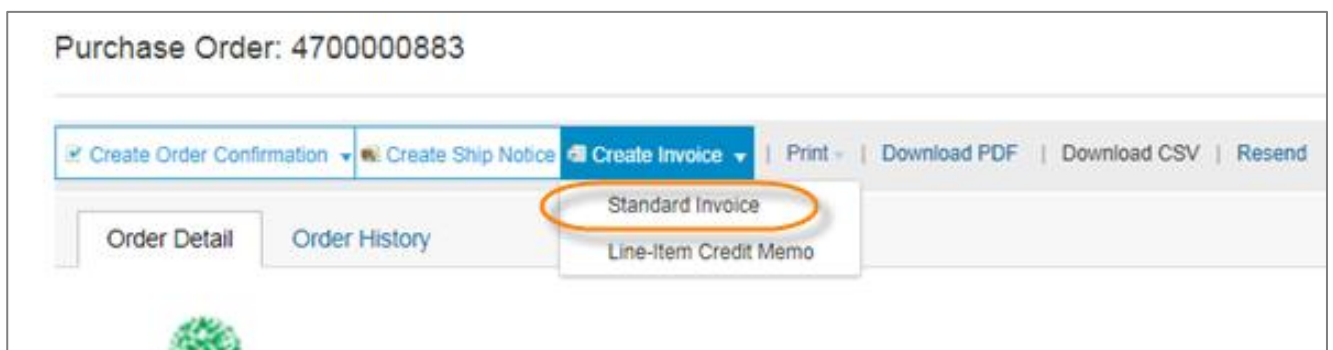 Purchase Order: 4700000883
Create Order Confirmation Create Ship Notice Create Invoice | Print | Download PDF | Download CSV | Resend
Standard Invoice
Order Detail Order History
Line-Item Credit Memo